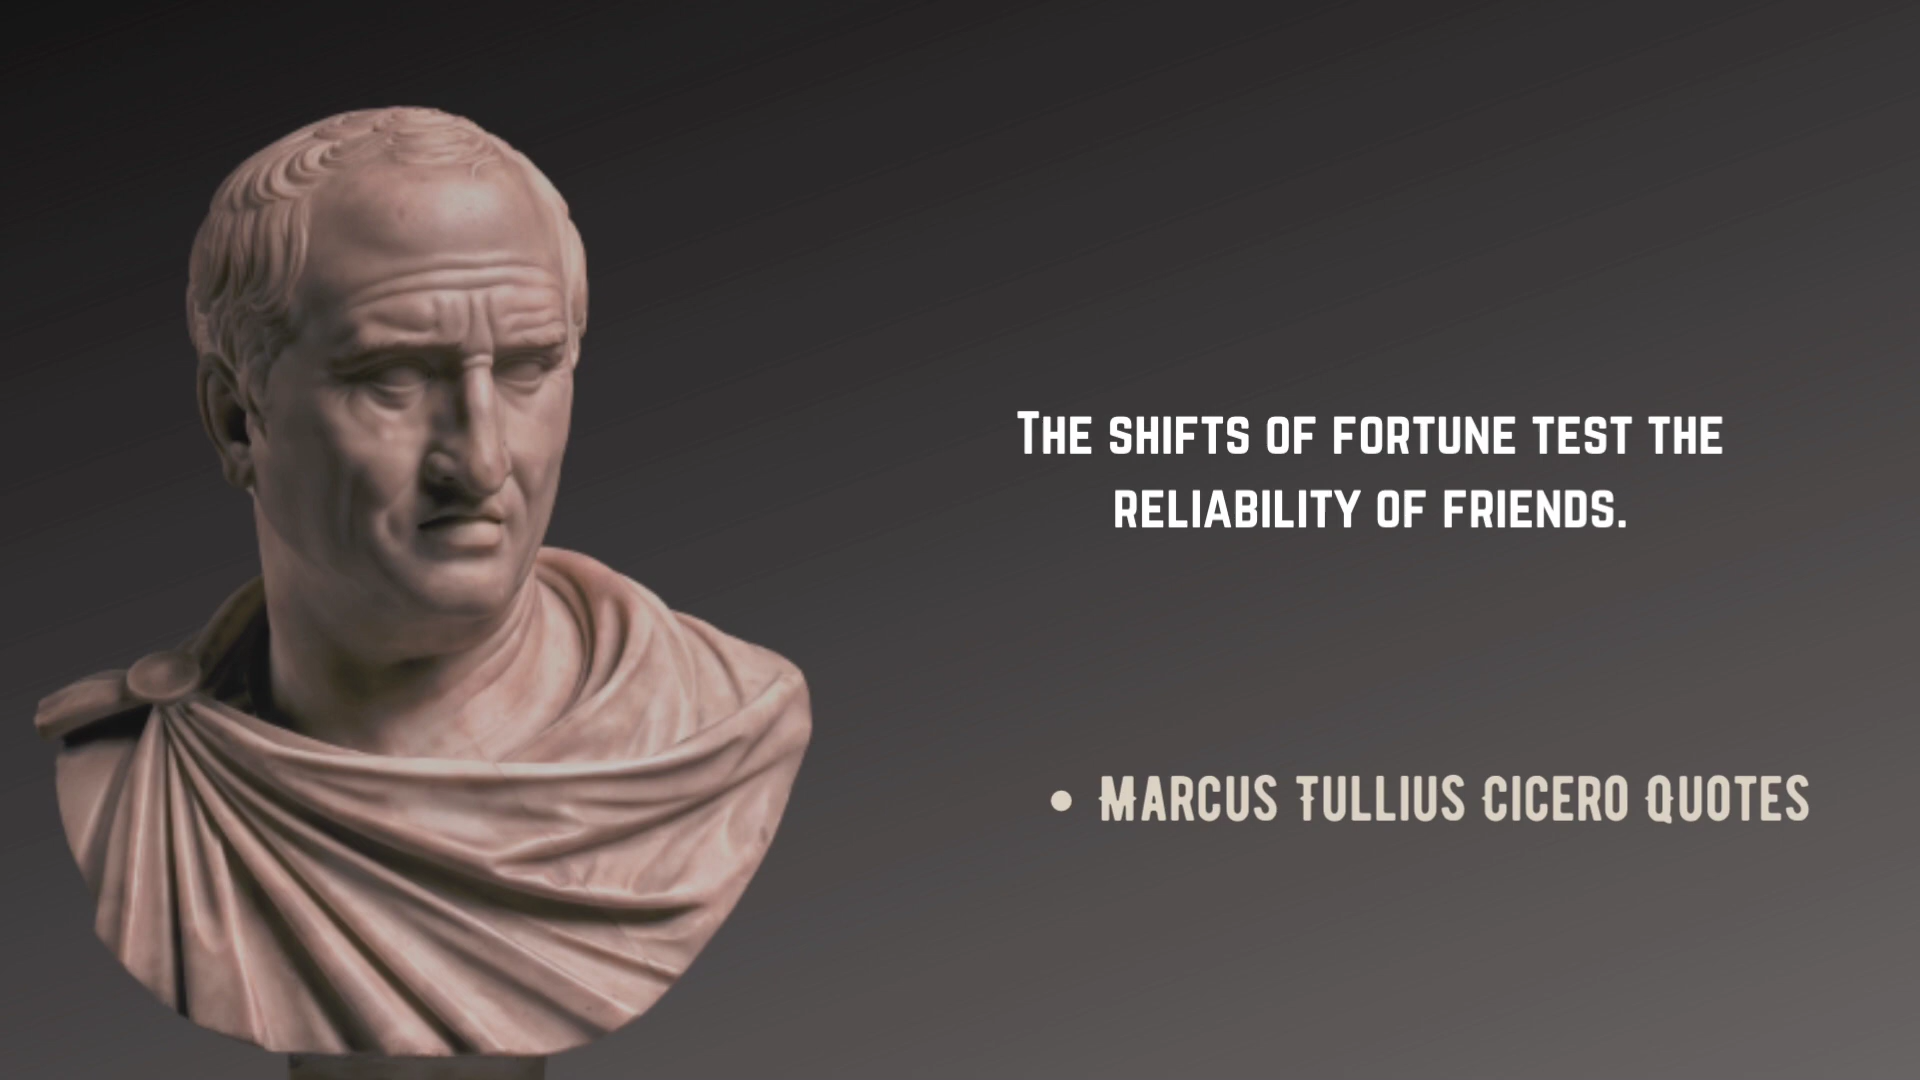 The shifts of fortune test the
reliability of friends.
• Marcus Tullius Cicero Quotes